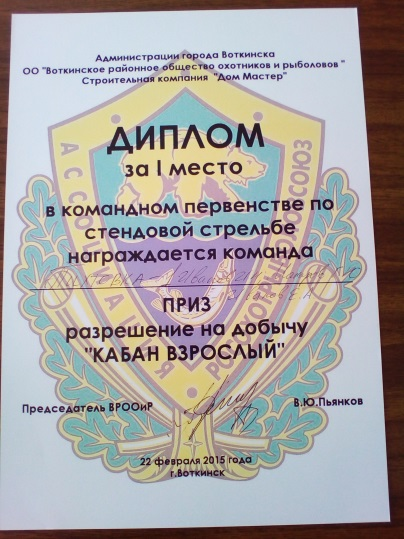 Администрации города Воткинска
ОО "Воткинское районное общество охотников и рыболовов "
Строительная компания "Дом Мастер"
ДИПЛОМ
за I место
в командном первенстве по
стендовой стрельбе
награждается команда
ПРИЗ
разрешение на добычу
"КАБАН ВЗРОСЛЫЙ"
Председатель ВРООиР
В.Ю.Пьянков
22 февраля 2015 года
г.Воткинск
АССОЦИАЦИЯ